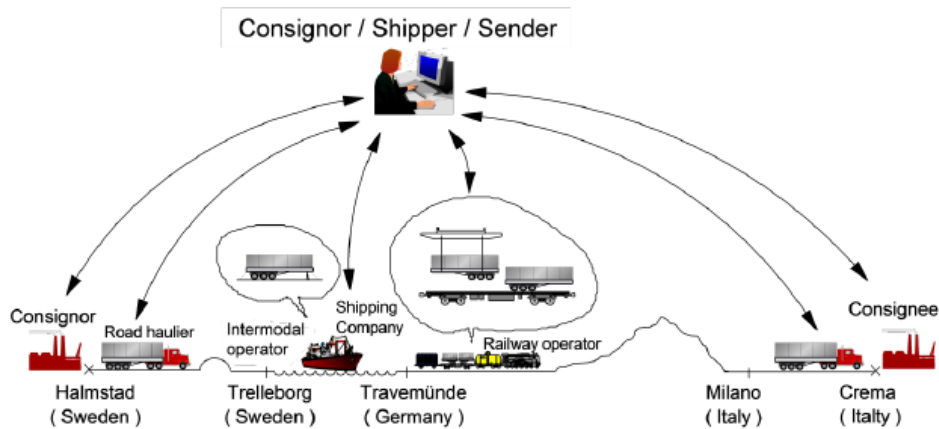 Consignor / Shipper / Sender
Consignor
Road haulier
Intermodal
operator
Shipping
Company
Railway operator
Consignee
Halmstad
( Sweden )
Trelleborg
( Sweden )
Travemünde
( Germany )
Milano
( Italy )
Crema
( Italty )